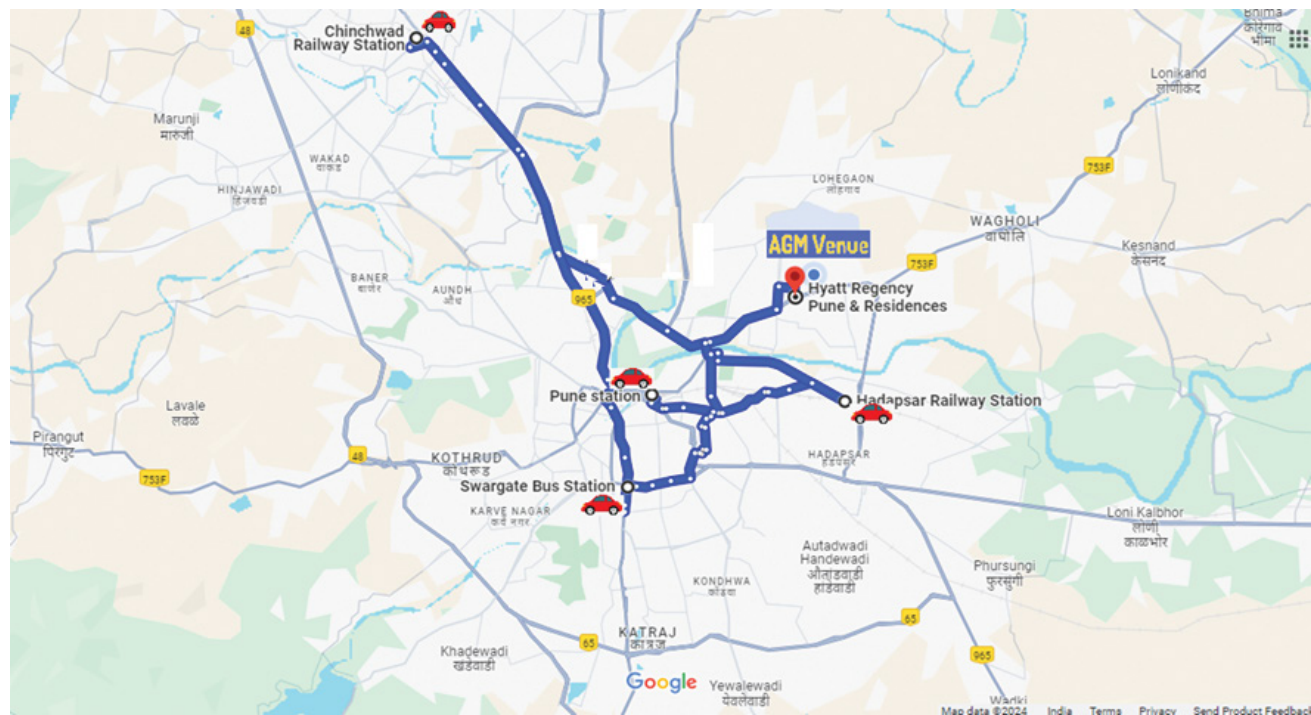 Chinchwad
Railway Station
48
Bhima
कोरेगाव
भीमा
Lonikand
लोणीकंद
Marunji
मारुंजी
WAKAD
वाकड
753F
HINJAWADI
हिंजवडी
LOHEGAON
लोहगाव
WAGHOLI
वाघोलि
Kesnand
केसनंद
AGM Venue
753F
BANER
बाणेर
AUNDH
औंध
965
Hyatt Regency
Pune & Residences
Pune station
Hadapsar Railway Station
Lavale
लवळे
Pirangut
पिरंगुट
48
KOTHRUD
कोथरूड
HADAPSAR
हडपसर
753F
Swargate Bus Station
KARVE NAGAR
कर्वे नगर
Loni Kalbhor
लोणी
काळभोर
Autadwadi
Handewadi
औताडवाडी
हांडेवाडी
Phursungi
फुरसुंगी
KONDHWA
कोंढवा
65
65
KATRAJ
कात्रज
Khadewadi
खंडेवाडी
965
Google
Yewalewadi
येवलेवाडी
Wadki
Map data ©2024 India Terms Privacy Send Product Feedback